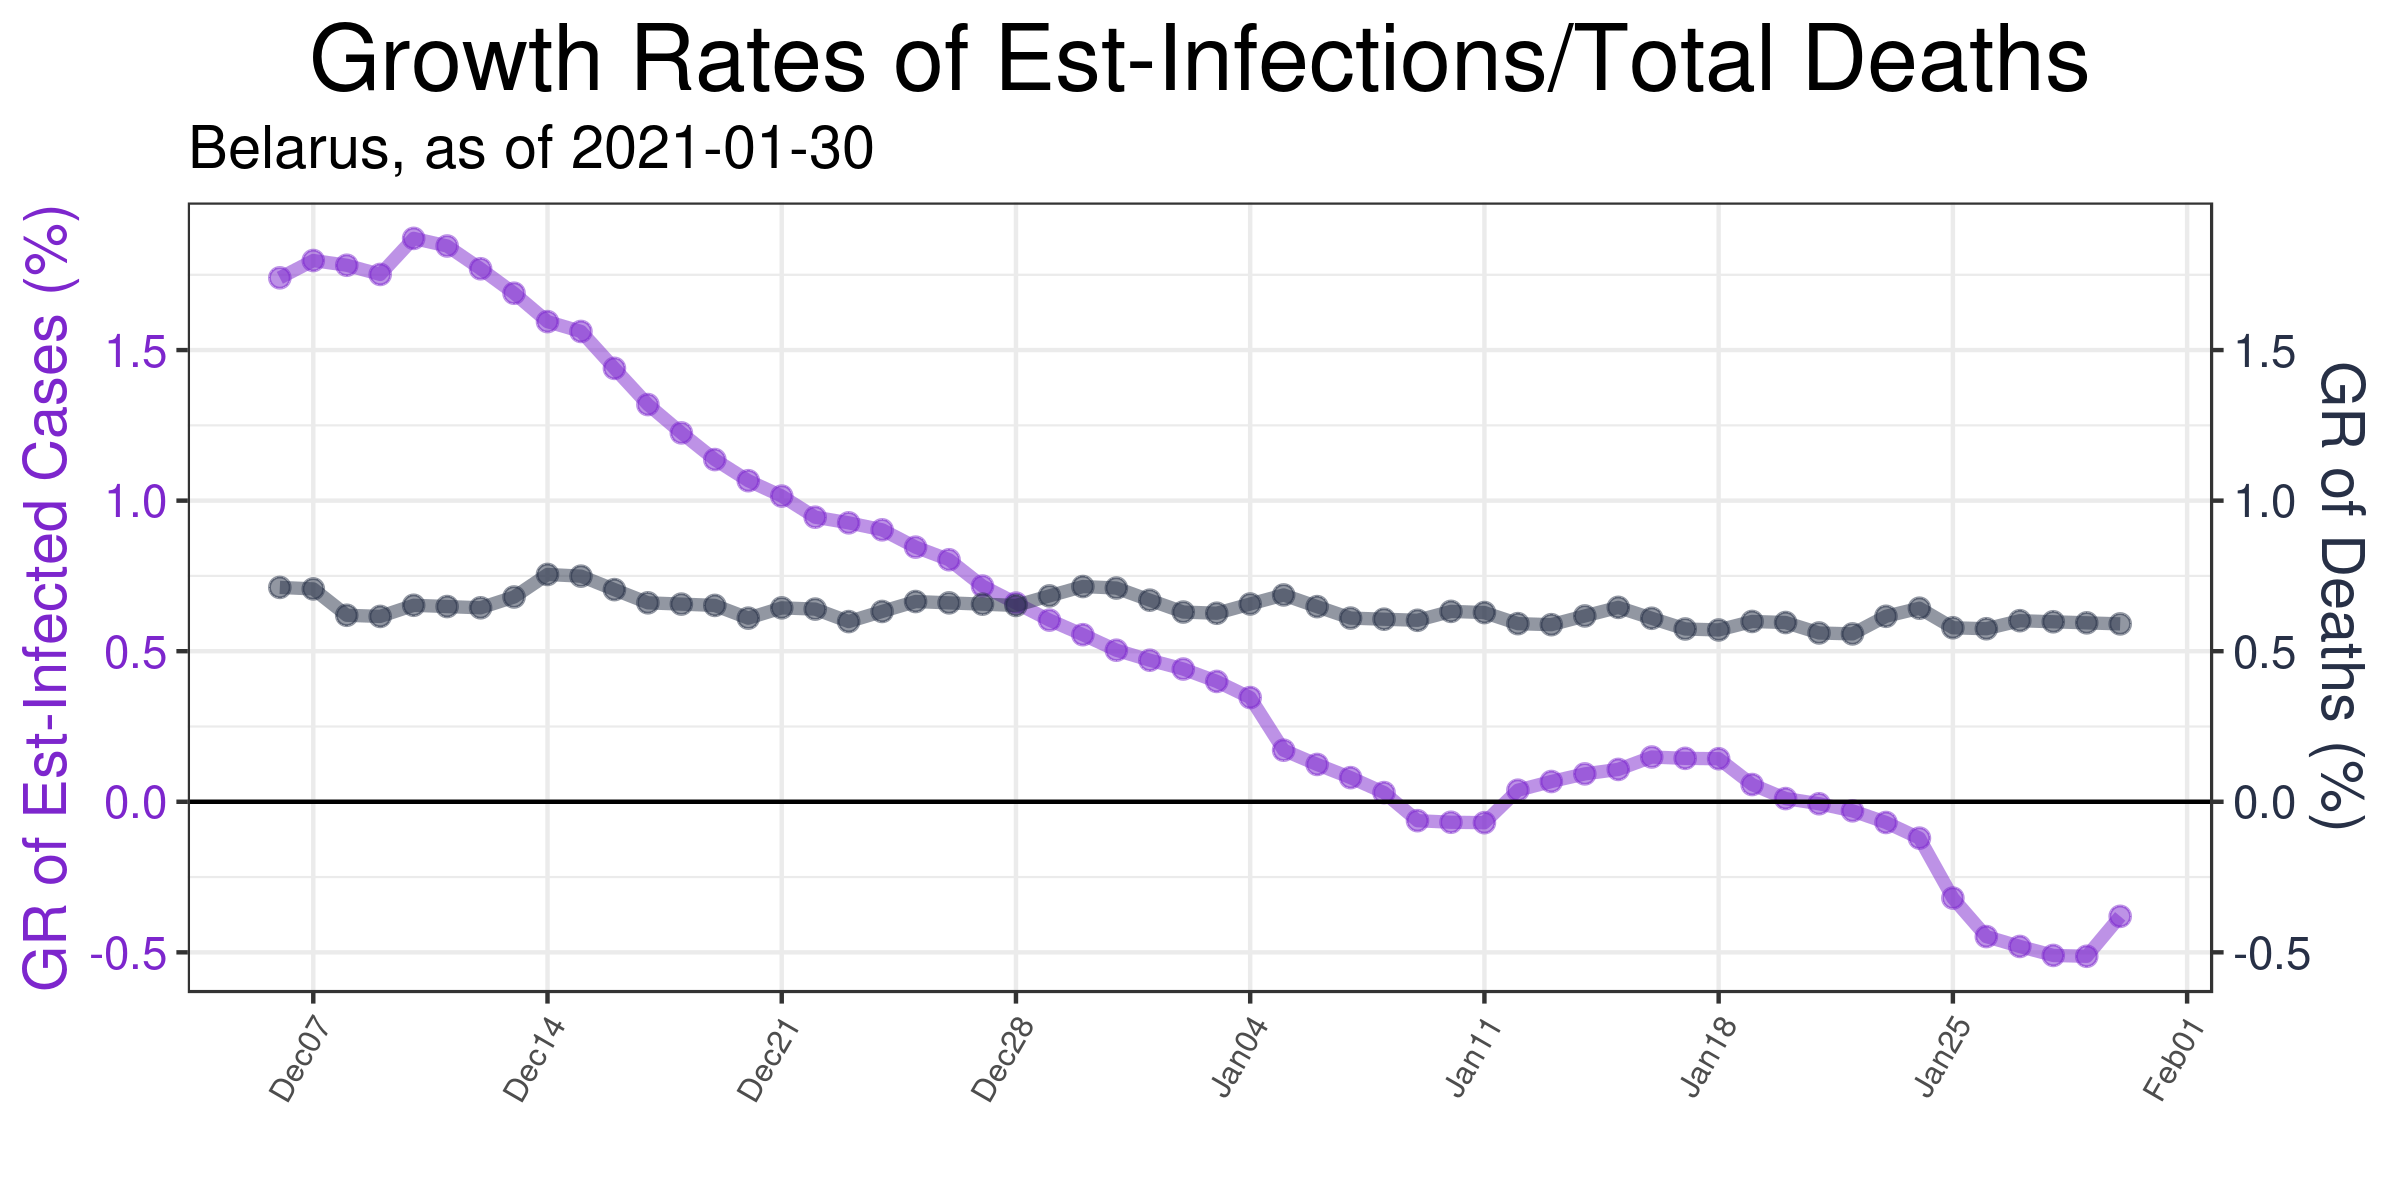 Growth Rates of Est-Infections/Total Deaths
Belarus, as of 2021-01-30
GR of Est-Infected Cases (%)
1.5
1.0
0.5
0.0
-0.5
1.5
1.0
0.5
0.0
-0.5
GR of Deaths (%)
Dec07
Dec14
Dec21
Dec28
Jan04
Jan11
Jan18
Jan25
Feb01